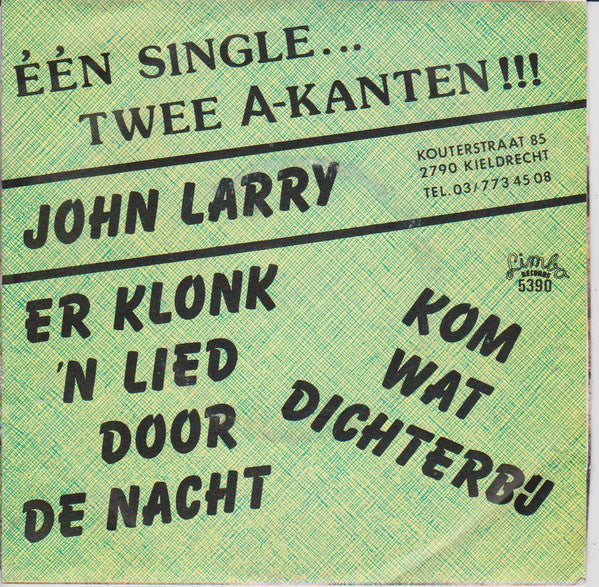 ÉÉN SINGLE...
TWEE A-KANTEN!!!
KOUTERSTRAAT 85
2790 KIELDRECHT
TEL. 03/773 45 08
JOHN LARRY
Limbo
RECORDS
5390
ER KLONK
'N LIED
DOOR
DE NACHT
KOM
WAT
DICHTERBIJ